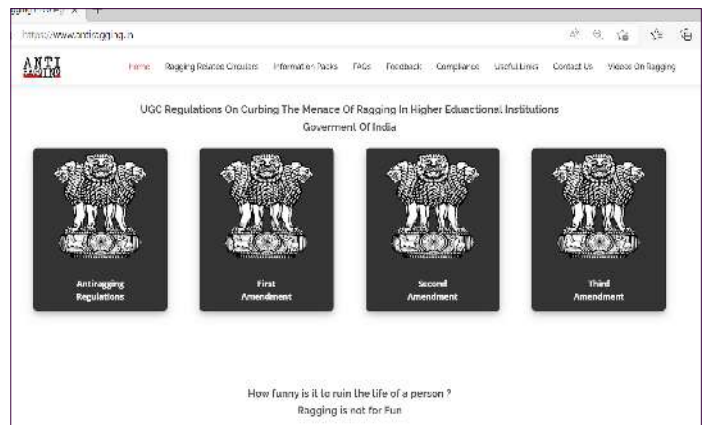 https://www.antiragging.in
ANTI
RAGGING
Home Ragging Related Circulars Information Packs FAQs Feedback Compliance Useful Links Contact Us Videos On Ragging
UGC Regulations On Curbing The Menace Of Ragging In Higher Eduactional Institutions
Goverment Of India
Antiragging
Regulations
First
Amendment
Second
Amendment
Third
Amendment
How funny is it to ruin the life of a person ?
Ragging is not for Fun